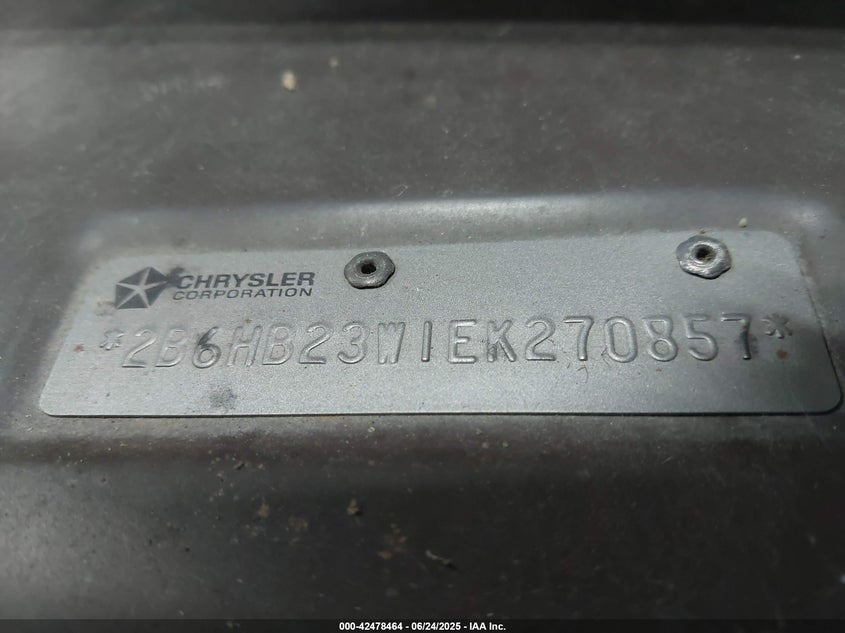 CHRYSLER
CORPORATION
*2B6HB23W1EK270857*
000-42478464 - 06/24/2025 - IAA Inc.